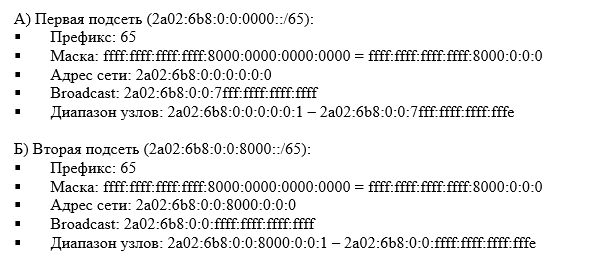 А) Первая подсеть (2a02:6b8:0:0:0000::/65):
▪ Префикс: 65
▪ Маска: ffff:ffff:ffff:ffff:8000:0000:0000:0000 = ffff:ffff:ffff:ffff:8000:0:0:0
▪ Адрес сети: 2a02:6b8:0:0:0:0:0:0
▪ Broadcast: 2a02:6b8:0:0:7fff:ffff:ffff:ffff
▪ Диапазон узлов: 2a02:6b8:0:0:0:0:0:1 – 2a02:6b8:0:0:7fff:ffff:ffff:fffe
Б) Вторая подсеть (2a02:6b8:0:0:8000::/65):
▪ Префикс: 65
▪ Маска: ffff:ffff:ffff:ffff:8000:0000:0000:0000 = ffff:ffff:ffff:ffff:8000:0:0:0
▪ Адрес сети: 2a02:6b8:0:0:8000:0:0:0
▪ Broadcast: 2a02:6b8:0:0:ffff:ffff:ffff:ffff
▪ Диапазон узлов: 2a02:6b8:0:0:8000:0:0:1 – 2a02:6b8:0:0:ffff:ffff:ffff:fffe